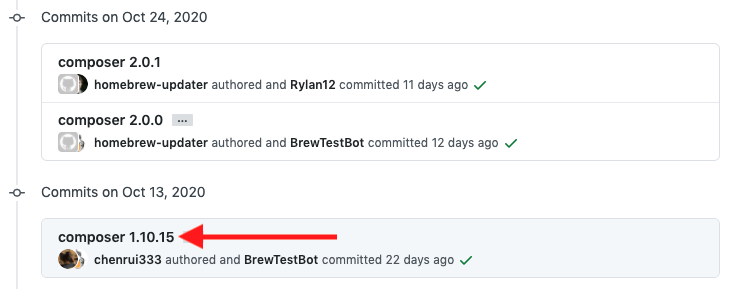 Commits on Oct 24, 2020
composer 2.0.1
homebrew-updater authored and Rylan12 committed 11 days ago
composer 2.0.0 ...
homebrew-updater authored and BrewTestBot committed 12 days ago
Commits on Oct 13, 2020
composer 1.10.15
chenrui333 authored and BrewTestBot committed 22 days ago